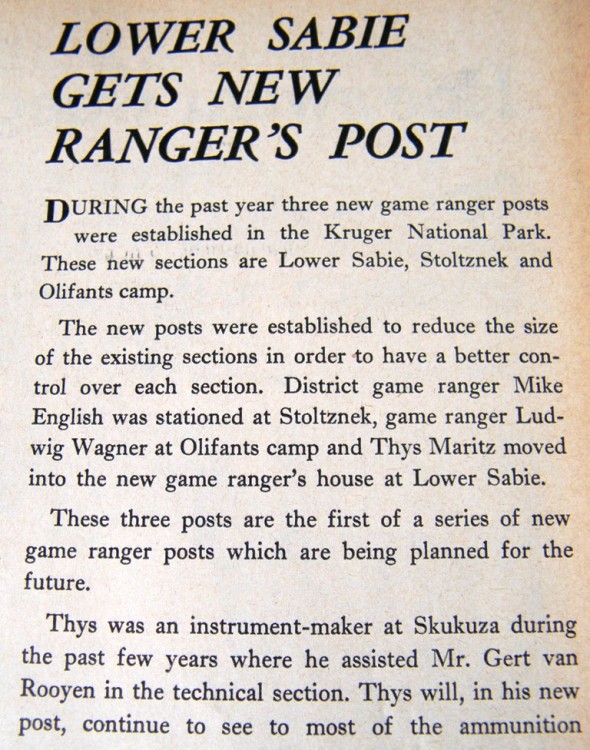 LOWER SABIE
GETS NEW
RANGER'S POST
DURING the past year three new game ranger posts
were established in the Kruger National Park.
These new sections are Lower Sabie, Stoltznek and
Olifants camp.
The new posts were established to reduce the size
of the existing sections in order to have a better con-
trol over each section. District game ranger Mike
English was stationed at Stoltznek, game ranger Lud-
wig Wagner at Olifants camp and Thys Maritz moved
into the new game ranger's house at Lower Sabie.
These three posts are the first of a series of new
game ranger posts which are being planned for the
future.
Thys was an instrument-maker at Skukuza during
the past few years where he assisted Mr. Gert van
Rooyen in the technical section. Thys will, in his new
post, continue to see to most of the ammunition